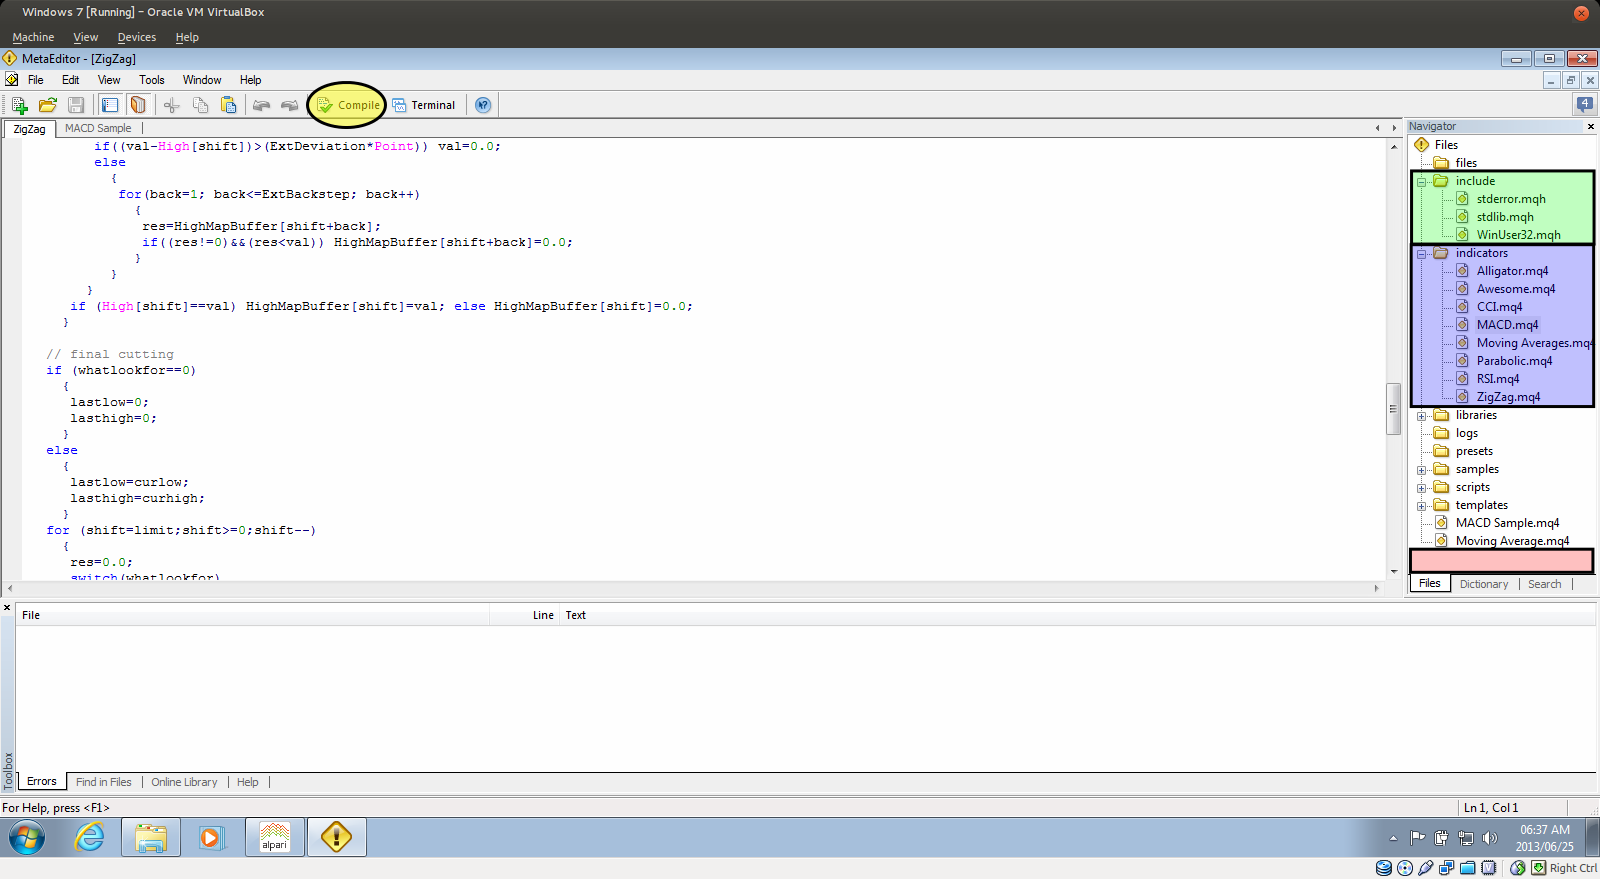 Windows 7 [Running] - Oracle VM VirtualBox
Machine View Devices Help
MetaEditor - [ZigZag]
File Edit View Tools Window Help
Compile Terminal
4
ZigZag MACD Sample
if((val-High[shift])>(ExtDeviation*Point)) val=0.0;
else
{
for(back=1; back<=ExtBackstep; back++)
{
res=HighMapBuffer[shift+back];
if((res!=0)&&(res<val)) HighMapBuffer[shift+back]=0.0;
}
}
}
if (High[shift]==val) HighMapBuffer[shift]=val; else HighMapBuffer[shift]=0.0;
}
// final cutting
if (whatlookfor==0)
{
lastlow=0;
lasthigh=0;
}
else
{
lastlow=curlow;
lasthigh=curhigh;
}
for (shift=limit;shift>=0;shift--)
{
res=0.0;
switch(whatlookfor)
Navigator
Files
files
include
stderror.mqh
stdlib.mqh
WinUser32.mqh
indicators
Alligator.mq4
Awesome.mq4
CCI.mq4
MACD.mq4
Moving Averages.mq4
Parabolic.mq4
RSI.mq4
ZigZag.mq4
libraries
logs
presets
samples
scripts
templates
MACD Sample.mq4
Moving Average.mq4
Files Dictionary Search
File Line Text
Toolbox
Errors Find in Files Online Library Help
For Help, press <F1>
Ln 1, Col 1
alpari
06:37 AM
2013/06/25
Right Ctrl